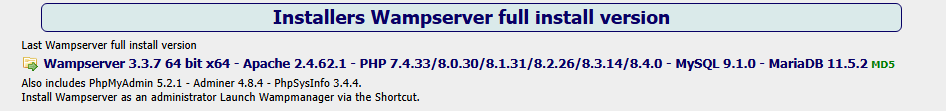 Installers Wampserver full install version
Last Wampserver full install version
Wampserver 3.3.7 64 bit x64 - Apache 2.4.62.1 - PHP 7.4.33/8.0.30/8.1.31/8.2.26/8.3.14/8.4.0 - MySQL 9.1.0 - MariaDB 11.5.2 MD5
Also includes PhpMyAdmin 5.2.1 - Adminer 4.8.4 - PhpSysInfo 3.4.4.
Install Wampserver as an administrator Launch Wampmanager via the Shortcut.